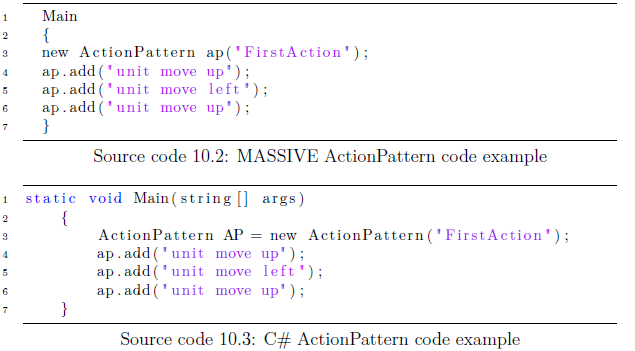 1 Main
2 {
3 new ActionPattern ap("FirstAction");
4 ap.add("unit move up");
5 ap.add("unit move left");
6 ap.add("unit move up");
7 }
Source code 10.2: MASSIVE ActionPattern code example
1 static void Main(string[] args)
2 {
3 ActionPattern AP = new ActionPattern("FirstAction");
4 ap.add("unit move up");
5 ap.add("unit move left");
6 ap.add("unit move up");
7 }
Source code 10.3: C# ActionPattern code example